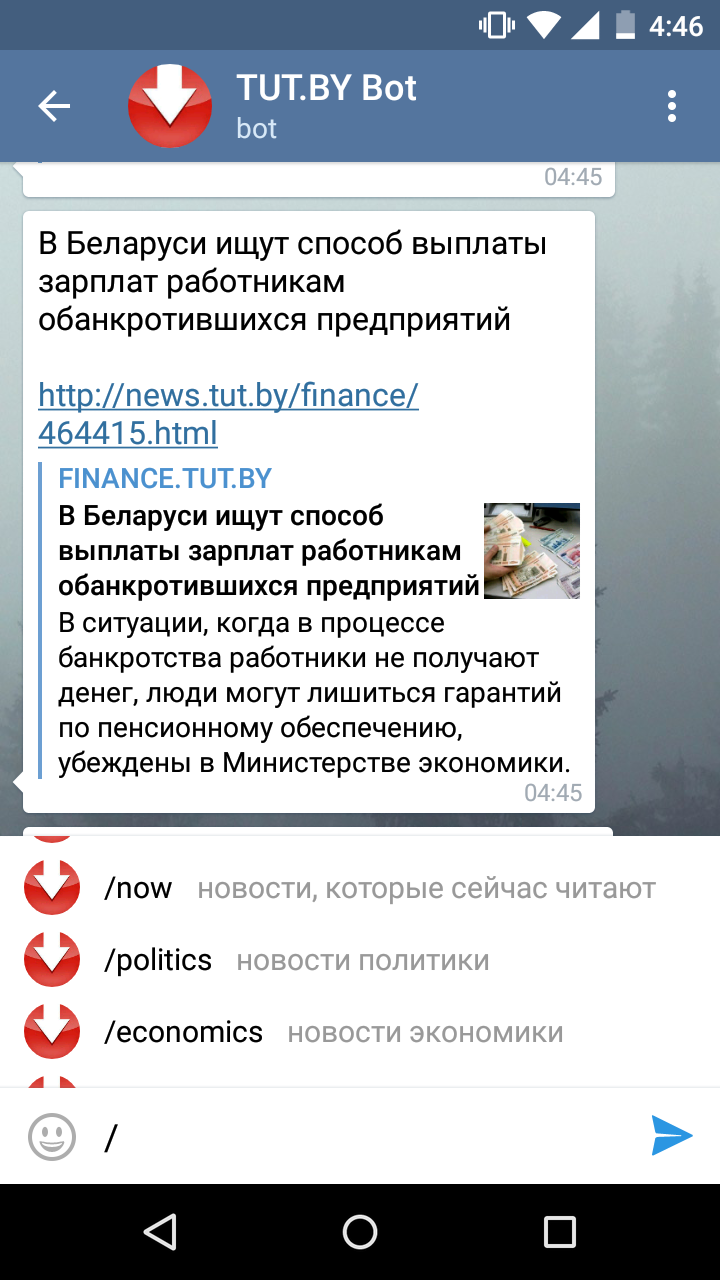 4:46
TUT.BY Bot
bot
04:45
В Беларуси ищут способ выплаты
зарплат работникам
обанкротившихся предприятий
http://news.tut.by/finance/
464415.html
FINANCE.TUT.BY
В Беларуси ищут способ
выплаты зарплат работникам
обанкротившихся предприятий
В ситуации, когда в процессе
банкротства работники не получают
денег, люди могут лишиться гарантий
по пенсионному обеспечению,
убеждены в Министерстве экономики.
04:45
/now новости, которые сейчас читают
/politics новости политики
/economics новости экономики
/